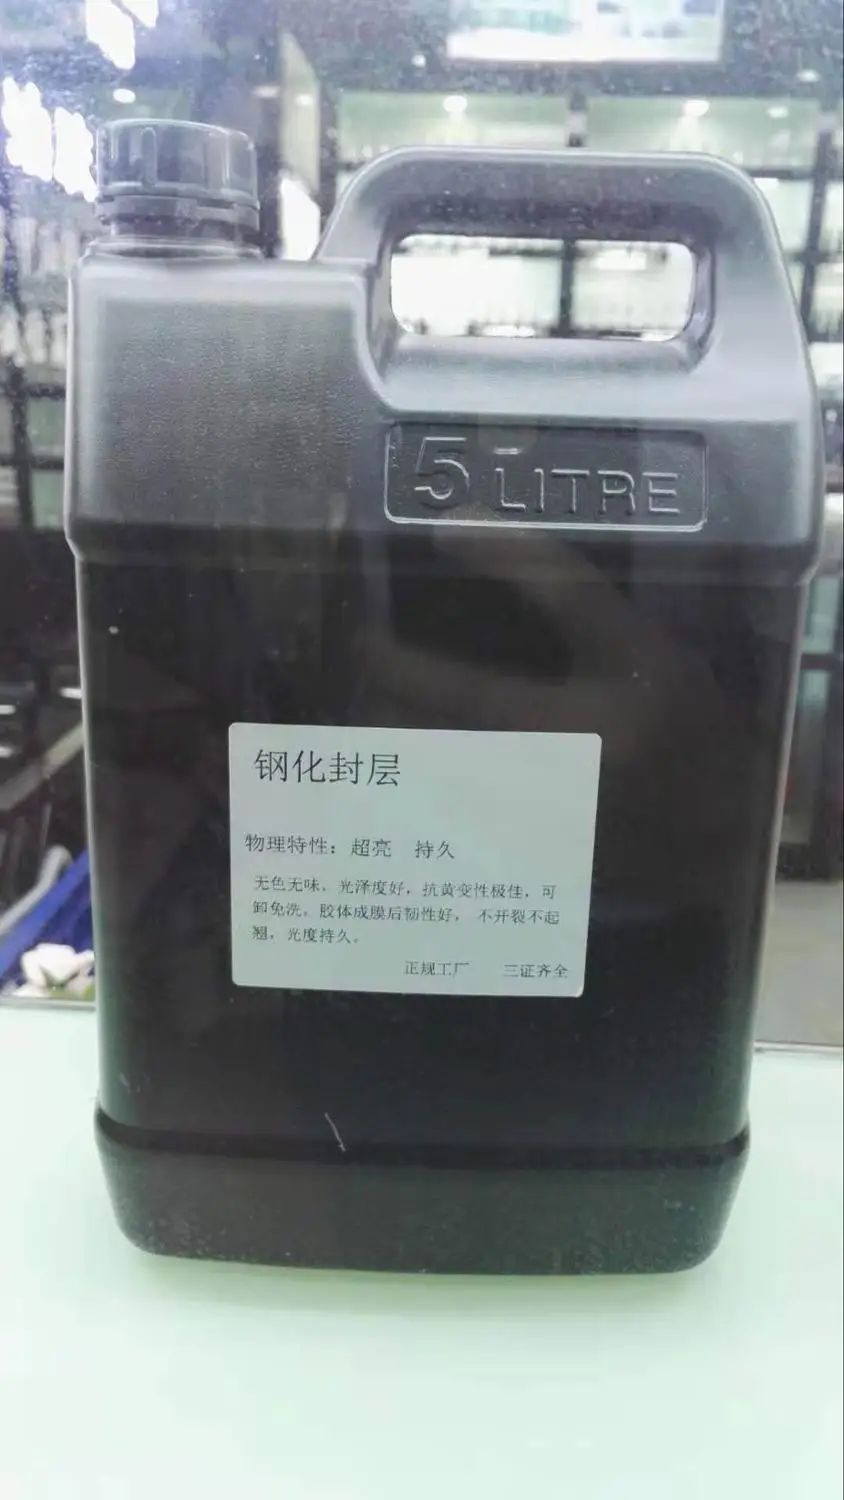 5 LITRE
钢化封层
物理特性：超亮 持久
无色无味，光泽度好，抗黄变性极佳，可
卸免洗，胶体成膜后韧性好， 不开裂不起
翘，光度持久。
正规工厂 三证齐全